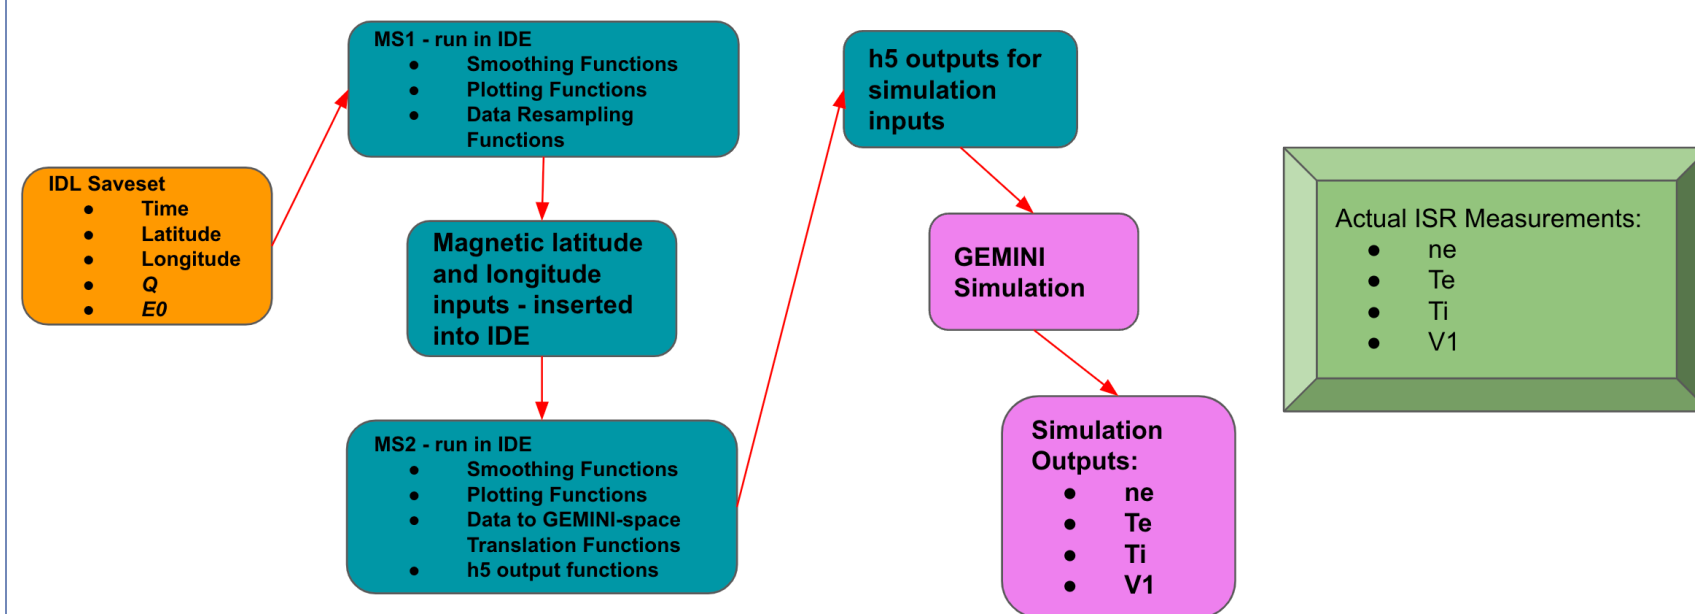 IDL Saveset
● Time
● Latitude
● Longitude
● Q
● E0
MS1 - run in IDE
● Smoothing Functions
● Plotting Functions
● Data Resampling
Functions
Magnetic latitude
and longitude
inputs - inserted
into IDE
MS2 - run in IDE
● Smoothing Functions
● Plotting Functions
● Data to GEMINI-space
Translation Functions
● h5 output functions
h5 outputs for
simulation
inputs
GEMINI
Simulation
Simulation
Outputs:
● ne
● Te
● Ti
● V1
Actual ISR Measurements:
● ne
● Te
● Ti
● V1